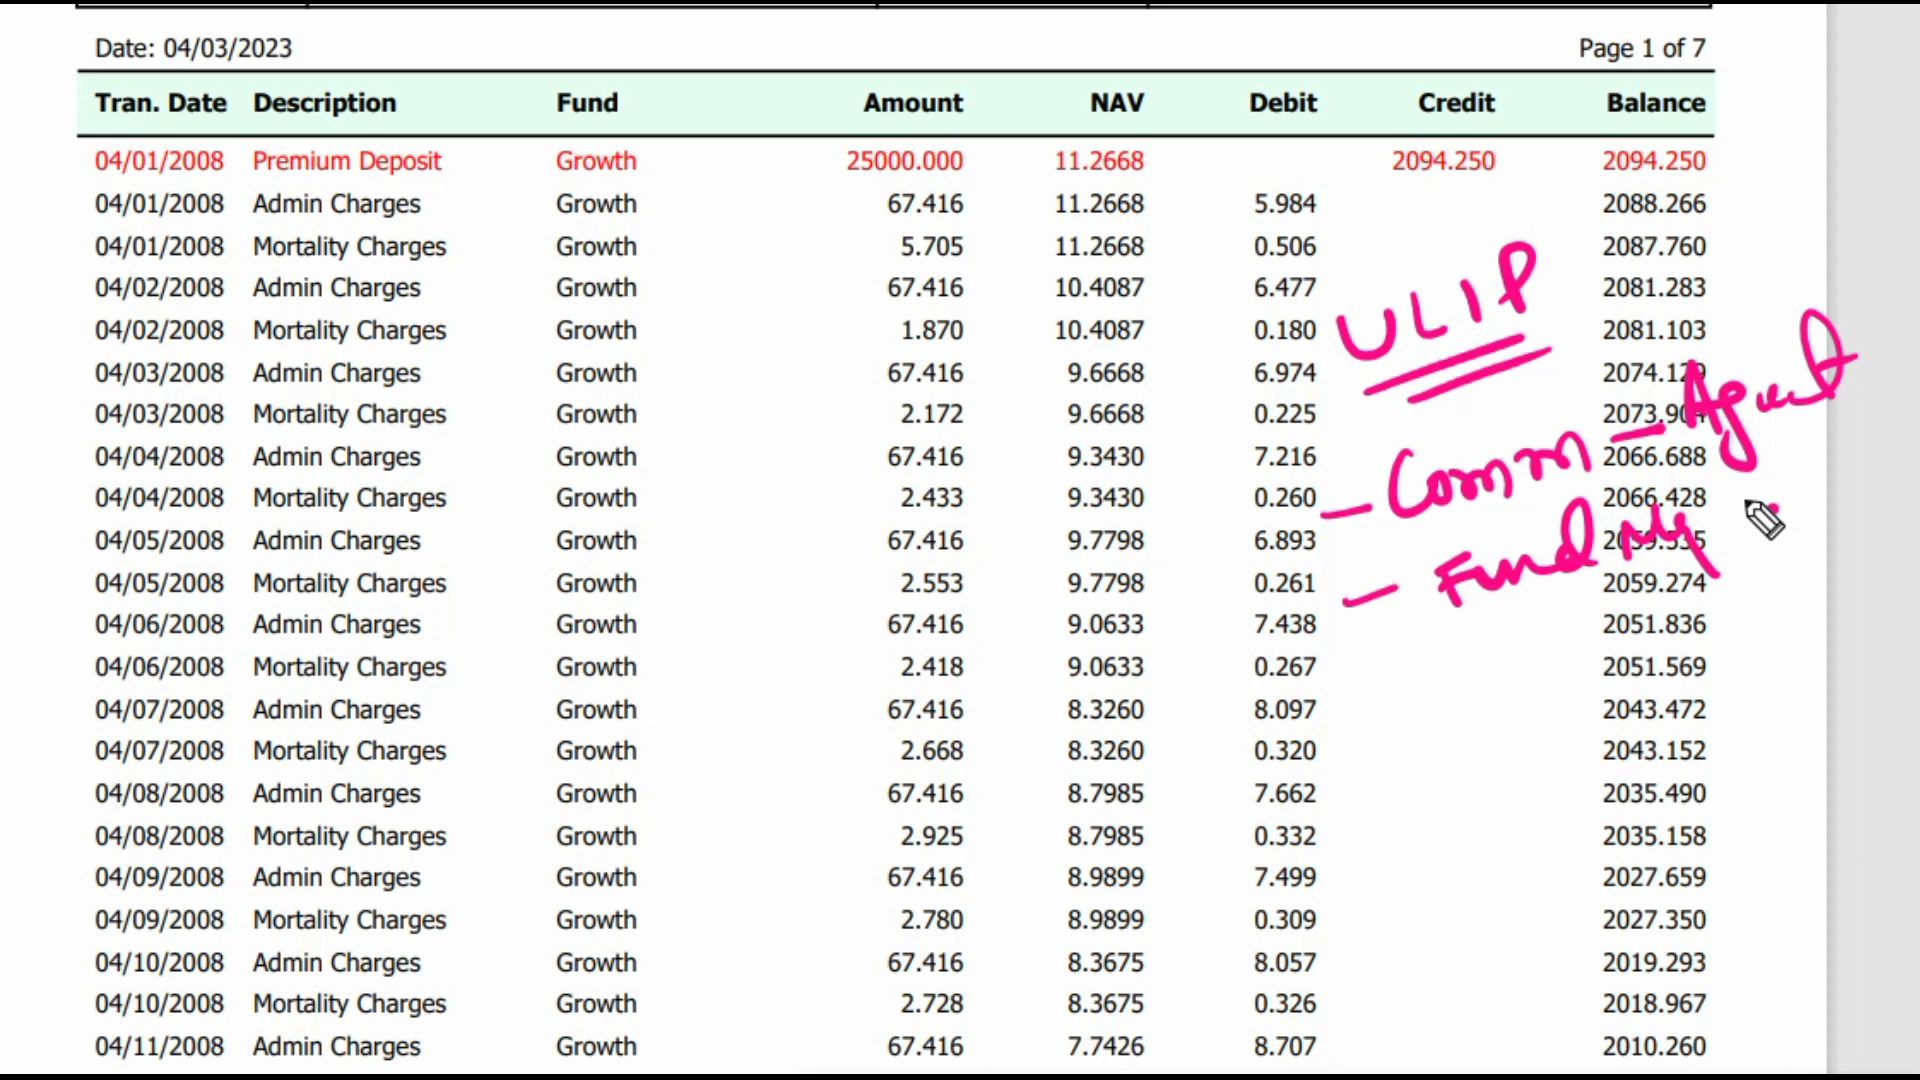 Date: 04/03/2023 Page 1 of 7
Tran. Date Description Fund Amount NAV Debit Credit Balance
04/01/2008 Premium Deposit Growth 25000.000 11.2668 2094.250 2094.250
04/01/2008 Admin Charges Growth 67.416 11.2668 5.984 2088.266
04/01/2008 Mortality Charges Growth 5.705 11.2668 0.506 2087.760
04/02/2008 Admin Charges Growth 67.416 10.4087 6.477 2081.283
04/02/2008 Mortality Charges Growth 1.870 10.4087 0.180 2081.103
04/03/2008 Admin Charges Growth 67.416 9.6668 6.974 2074.129
04/03/2008 Mortality Charges Growth 2.172 9.6668 0.225 2073.904
04/04/2008 Admin Charges Growth 67.416 9.3430 7.216 2066.688
04/04/2008 Mortality Charges Growth 2.433 9.3430 0.260 2066.428
04/05/2008 Admin Charges Growth 67.416 9.7798 6.893 2059.535
04/05/2008 Mortality Charges Growth 2.553 9.7798 0.261 2059.274
04/06/2008 Admin Charges Growth 67.416 9.0633 7.438 2051.836
04/06/2008 Mortality Charges Growth 2.418 9.0633 0.267 2051.569
04/07/2008 Admin Charges Growth 67.416 8.3260 8.097 2043.472
04/07/2008 Mortality Charges Growth 2.668 8.3260 0.320 2043.152
04/08/2008 Admin Charges Growth 67.416 8.7985 7.662 2035.490
04/08/2008 Mortality Charges Growth 2.925 8.7985 0.332 2035.158
04/09/2008 Admin Charges Growth 67.416 8.9899 7.499 2027.659
04/09/2008 Mortality Charges Growth 2.780 8.9899 0.309 2027.350
04/10/2008 Admin Charges Growth 67.416 8.3675 8.057 2019.293
04/10/2008 Mortality Charges Growth 2.728 8.3675 0.326 2018.967
04/11/2008 Admin Charges Growth 67.416 7.7426 8.707 2010.260
ULIP
- Comm - Agent
- Fund